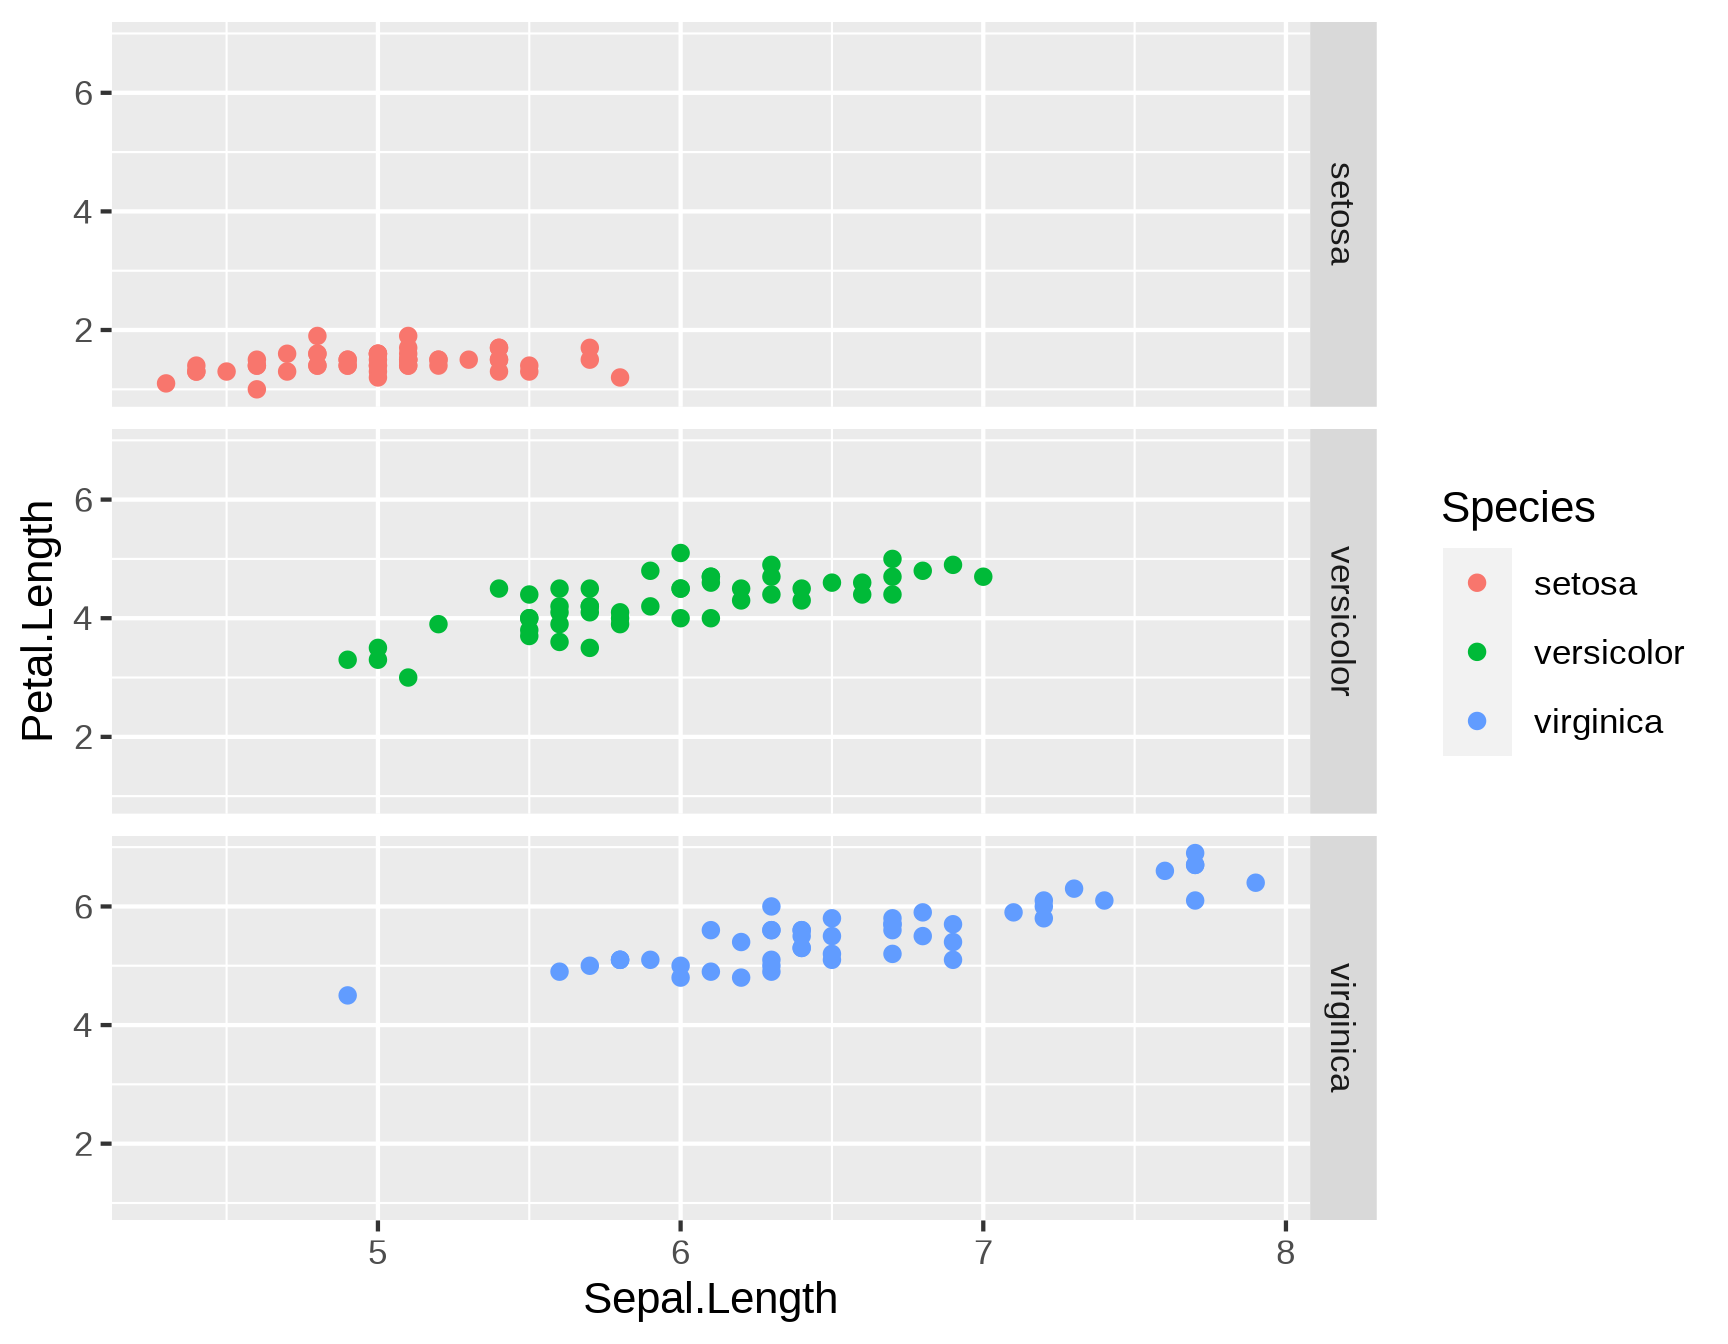 6
4
2
setosa
6
4
2
versicolor
6
4
2
virginica
5 6 7 8
Sepal.Length
Petal.Length
Species
setosa
versicolor
virginica